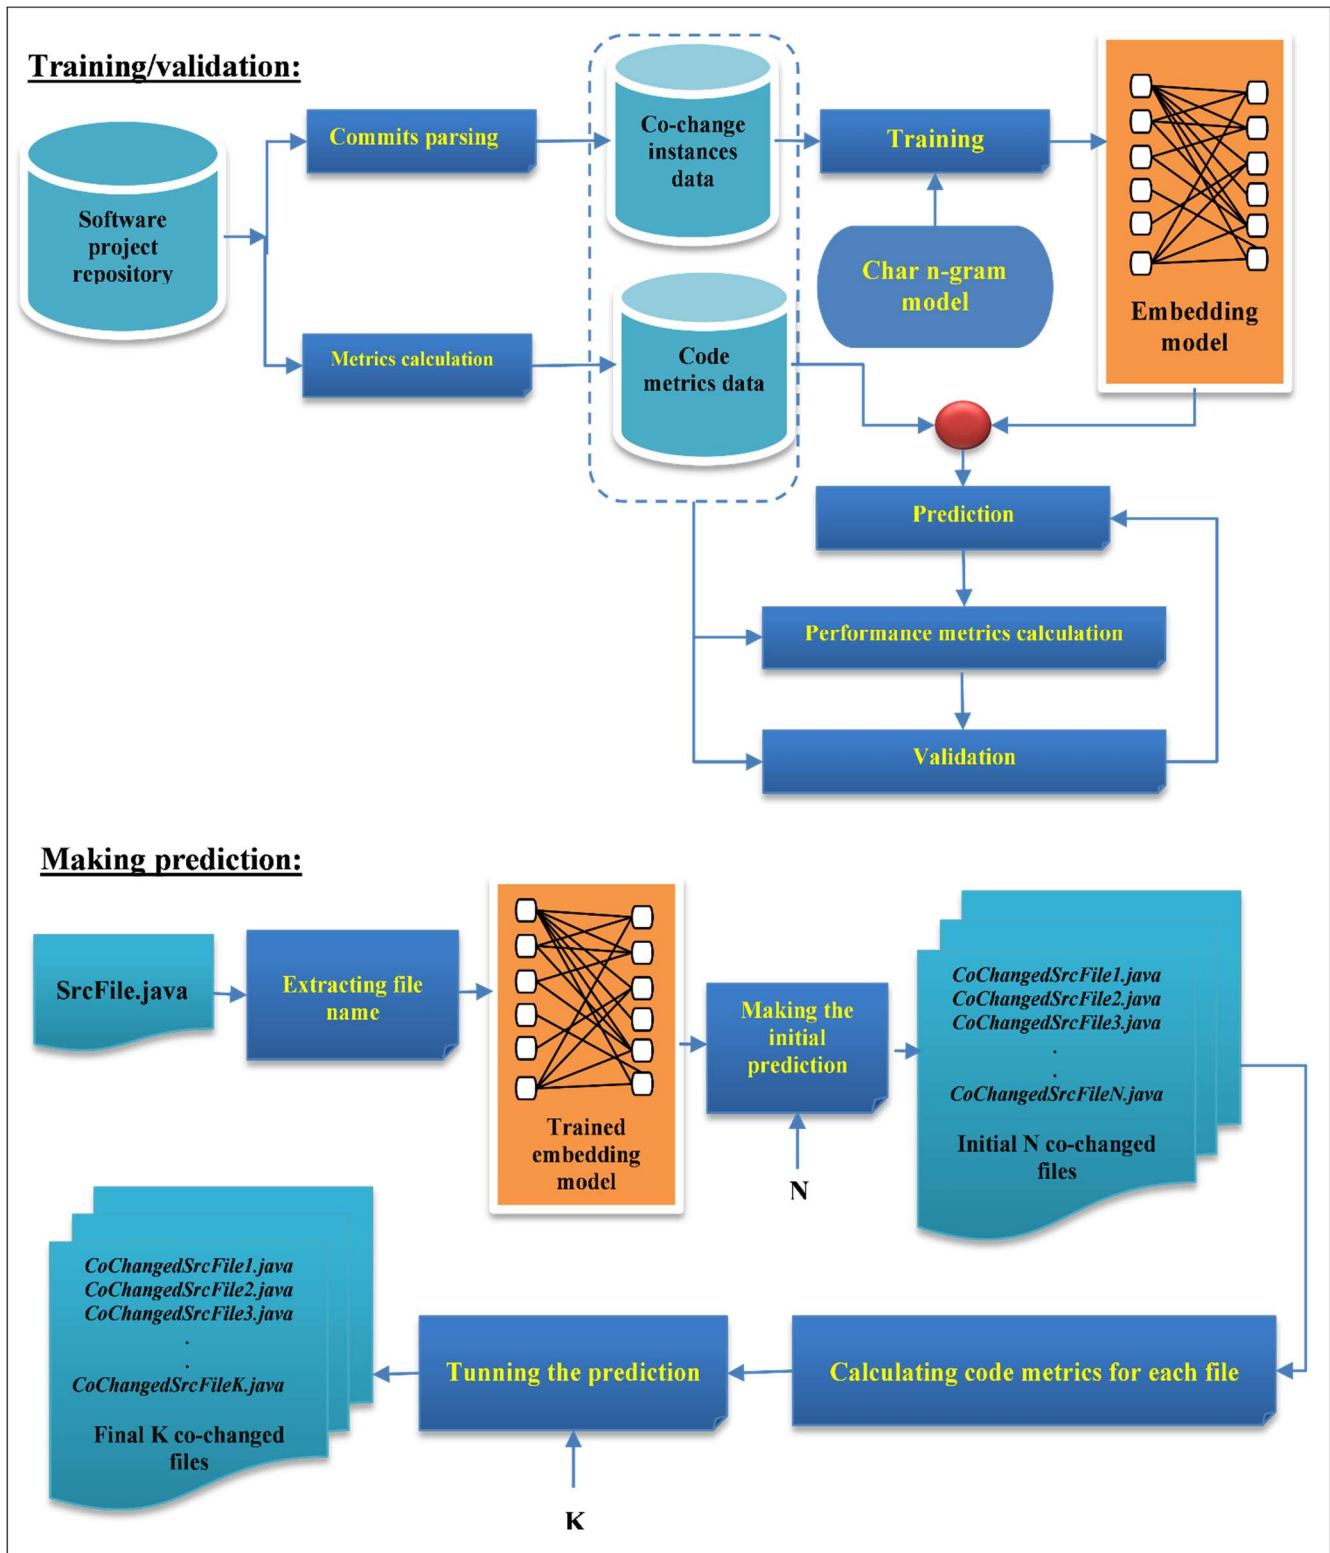 Training/validation:
Software
project
repository
Commits parsing
Metrics calculation
Co-change
instances
data
Code
metrics data
Training
Char n-gram
model
Embedding
model
Prediction
Performance metrics calculation
Validation
Making prediction:
SrcFile.java
Extracting file
name
Trained
embedding
model
Making the
initial
prediction
N
CoChangedSrcFile1.java
CoChangedSrcFile2.java
CoChangedSrcFile3.java
.
.
CoChangedSrcFileN.java
Initial N co-changed
files
Calculating code metrics for each file
Tunning the prediction
K
CoChangedSrcFile1.java
CoChangedSrcFile2.java
CoChangedSrcFile3.java
.
.
CoChangedSrcFileK.java
Final K co-changed
files